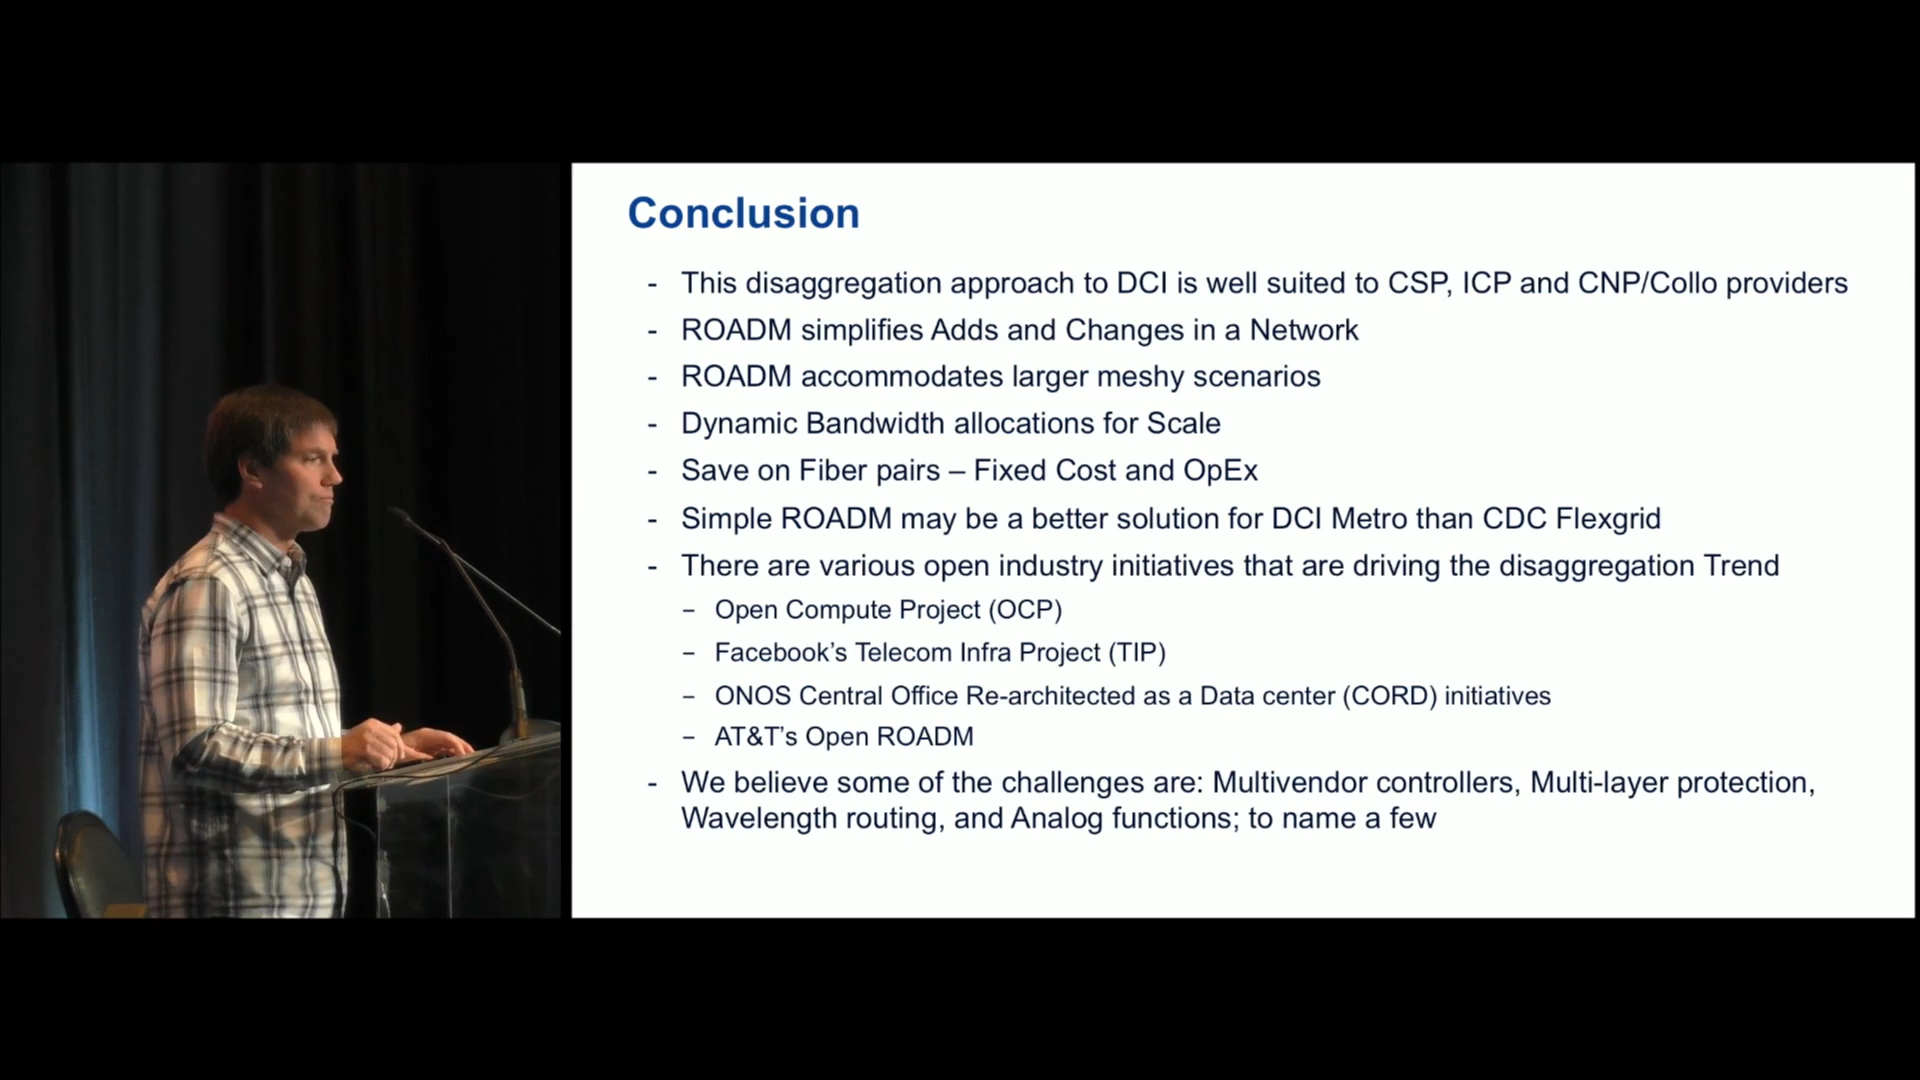 Conclusion
- This disaggregation approach to DCI is well suited to CSP, ICP and CNP/Collo providers
- ROADM simplifies Adds and Changes in a Network
- ROADM accommodates larger meshy scenarios
- Dynamic Bandwidth allocations for Scale
- Save on Fiber pairs – Fixed Cost and OpEx
- Simple ROADM may be a better solution for DCI Metro than CDC Flexgrid
- There are various open industry initiatives that are driving the disaggregation Trend
– Open Compute Project (OCP)
– Facebook’s Telecom Infra Project (TIP)
– ONOS Central Office Re-architected as a Data center (CORD) initiatives
– AT&T’s Open ROADM
- We believe some of the challenges are: Multivendor controllers, Multi-layer protection,
Wavelength routing, and Analog functions; to name a few